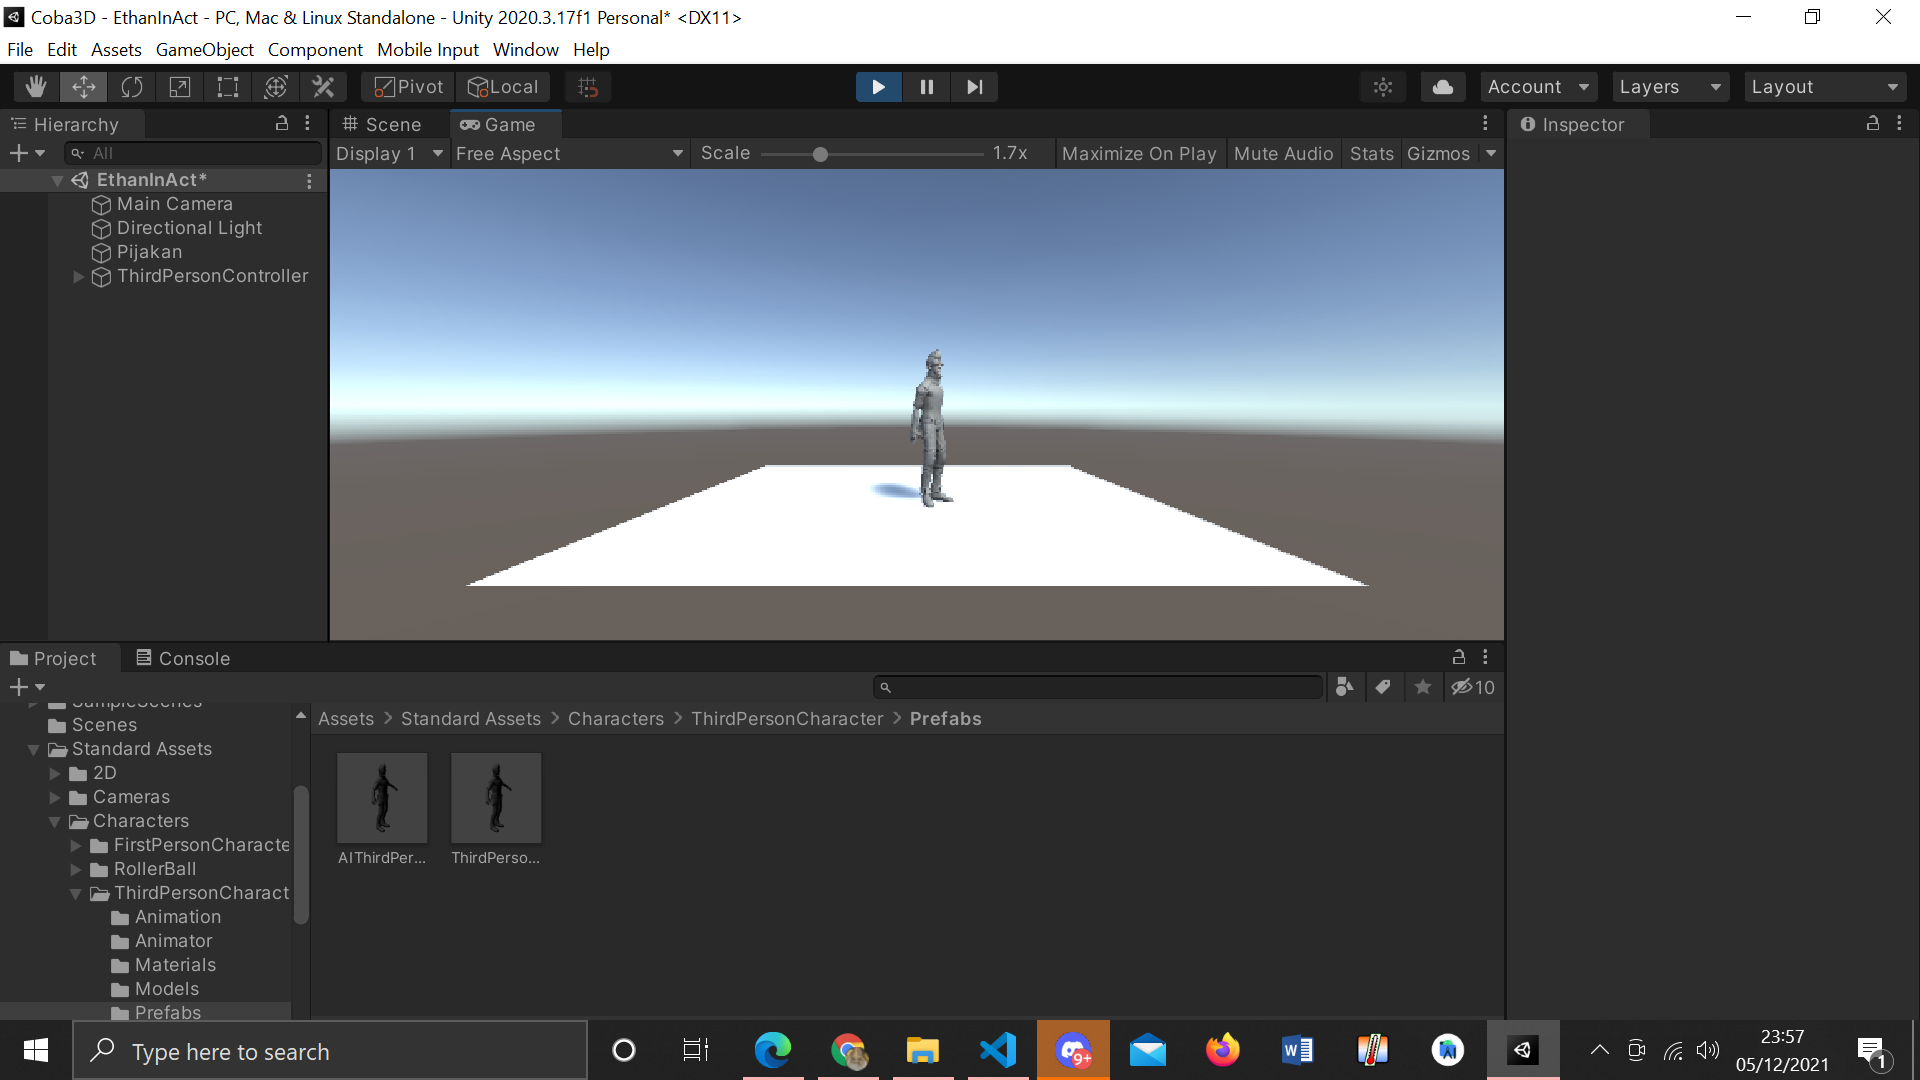 Coba3D - EthanInAct - PC, Mac & Linux Standalone - Unity 2020.3.17f1 Personal* <DX11>
File Edit Assets GameObject Component Mobile Input Window Help
Pivot Local Account Layers Layout
Hierarchy
Scene Game
Inspector
All
Display 1 Free Aspect Scale 1.7x Maximize On Play Mute Audio Stats Gizmos
EthanInAct*
Main Camera
Directional Light
Pijakan
ThirdPersonController
Project Console
10
SampleScenes
Scenes
Standard Assets
2D
Cameras
Characters
FirstPersonCharacte
RollerBall
ThirdPersonCharact
Animation
Animator
Materials
Models
Prefabs
Assets > Standard Assets > Characters > ThirdPersonCharacter > Prefabs
AIThirdPer... ThirdPerso...
Type here to search
9+
AI
23:57
05/12/2021
1